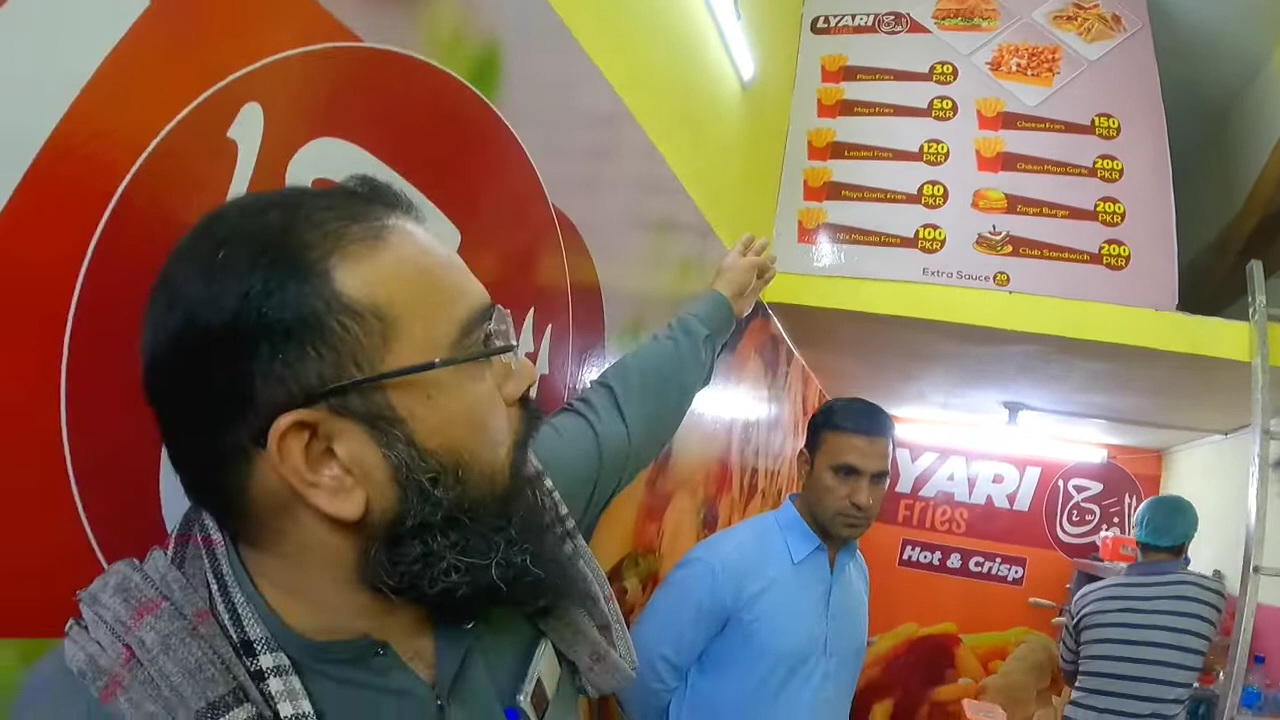 LYARI
Fries
Plain Fries 30 PKR
Mayo Fries 50 PKR
Loaded Fries 120 PKR
Mayo Garlic Fries 80 PKR
Mix Masala Fries 100 PKR
Cheese Fries 150 PKR
Chiken Mayo Garlic 200 PKR
Zinger Burger 200 PKR
Club Sandwich 200 PKR
Extra Sauce 20 PKR
YARI
Fries
Hot & Crisp